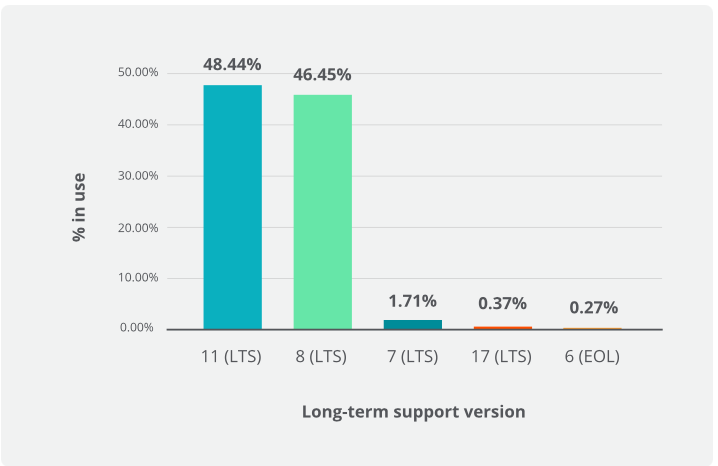 48.44%
46.45%
50.00%
40.00%
30.00%
20.00%
10.00%
0.00%
% in use
1.71%
0.37%
0.27%
11 (LTS)
8 (LTS)
7 (LTS)
17 (LTS)
6 (EOL)
Long-term support version